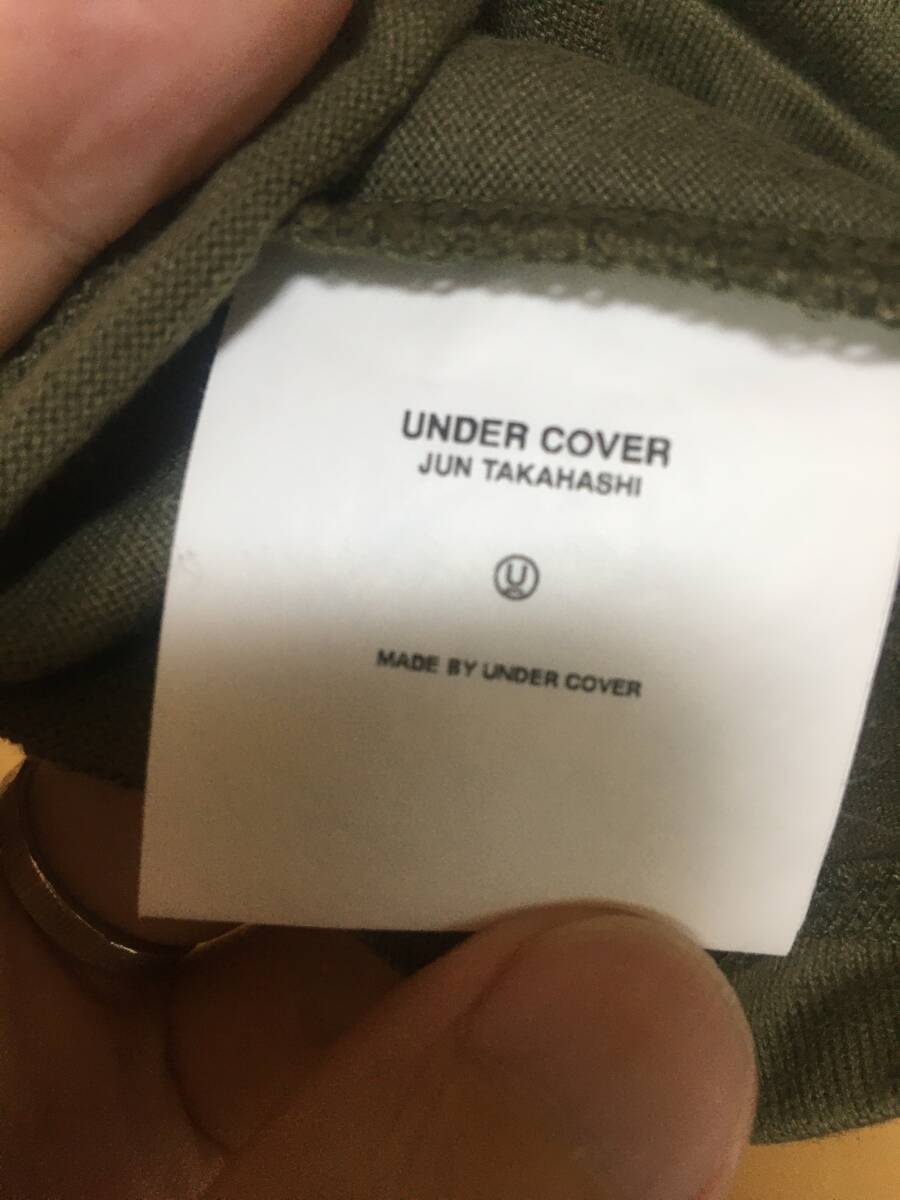 UNDER COVER
JUN TAKAHASHI
U
MADE BY UNDER COVER